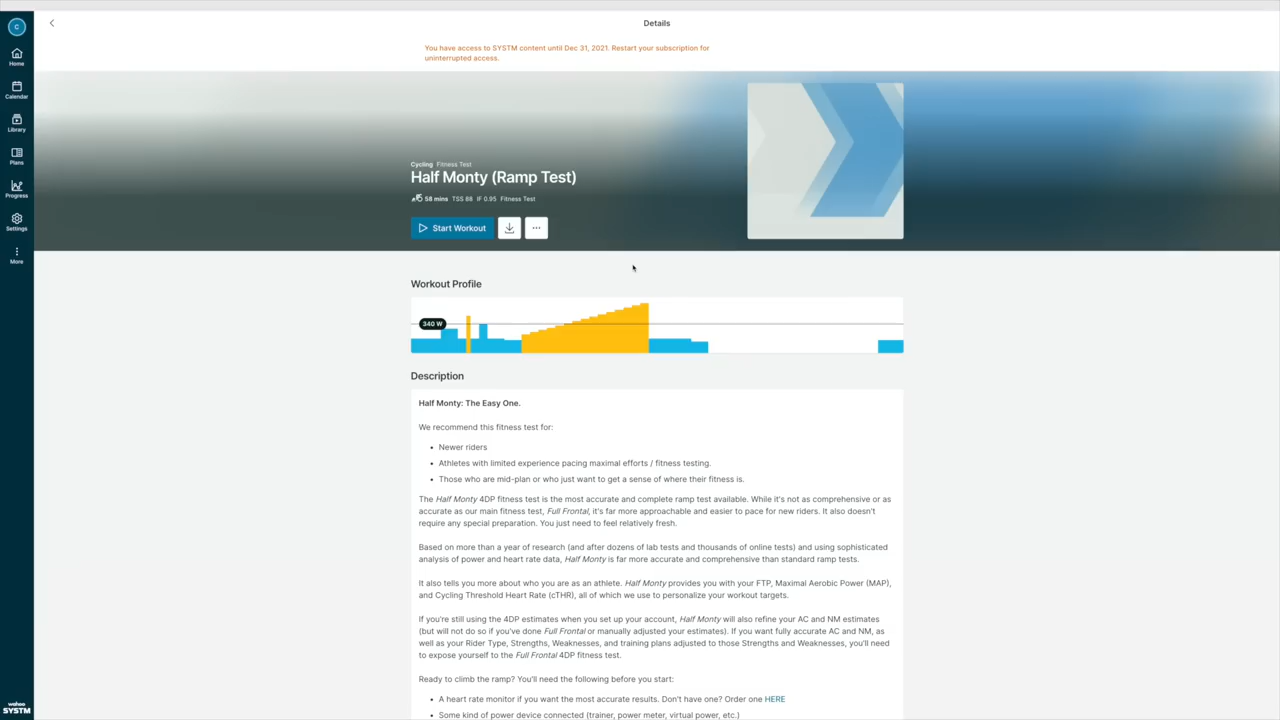 Details
You have access to SYSTM content until Dec 31, 2021. Restart your subscription for
uninterrupted access.
C
Home
Calendar
Library
Plans
Progress
Settings
More
wahoo
SYSTM
Cycling Fitness Test
Half Monty (Ramp Test)
58 mins TSS 88 IF 0.95 Fitness Test
Start Workout
Workout Profile
340 W
Description
Half Monty: The Easy One.
We recommend this fitness test for:
• Newer riders
• Athletes with limited experience pacing maximal efforts / fitness testing.
• Those who are mid-plan or who just want to get a sense of where their fitness is.
The Half Monty 4DP fitness test is the most accurate and complete ramp test available. While it's not as comprehensive or as
accurate as our main fitness test, Full Frontal, it's far more approachable and easier to pace for new riders. It also doesn't
require any special preparation. You just need to feel relatively fresh.
Based on more than a year of research (and after dozens of lab tests and thousands of online tests) and using sophisticated
analysis of power and heart rate data, Half Monty is far more accurate and comprehensive than standard ramp tests.
It also tells you more about who you are as an athlete. Half Monty provides you with your FTP, Maximal Aerobic Power (MAP),
and Cycling Threshold Heart Rate (cTHR), all of which we use to personalize your workout targets.
If you're still using the 4DP estimates when you set up your account, Half Monty will also refine your AC and NM estimates
(but will not do so if you've done Full Frontal or manually adjusted your estimates). If you want fully accurate AC and NM, as
well as your Rider Type, Strengths, Weaknesses, and training plans adjusted to those Strengths and Weaknesses, you'll need
to expose yourself to the Full Frontal 4DP fitness test.
Ready to climb the ramp? You'll need the following before you start:
• A heart rate monitor if you want the most accurate results. Don't have one? Order one HERE
• Some kind of power device connected (trainer, power meter, virtual power, etc.)